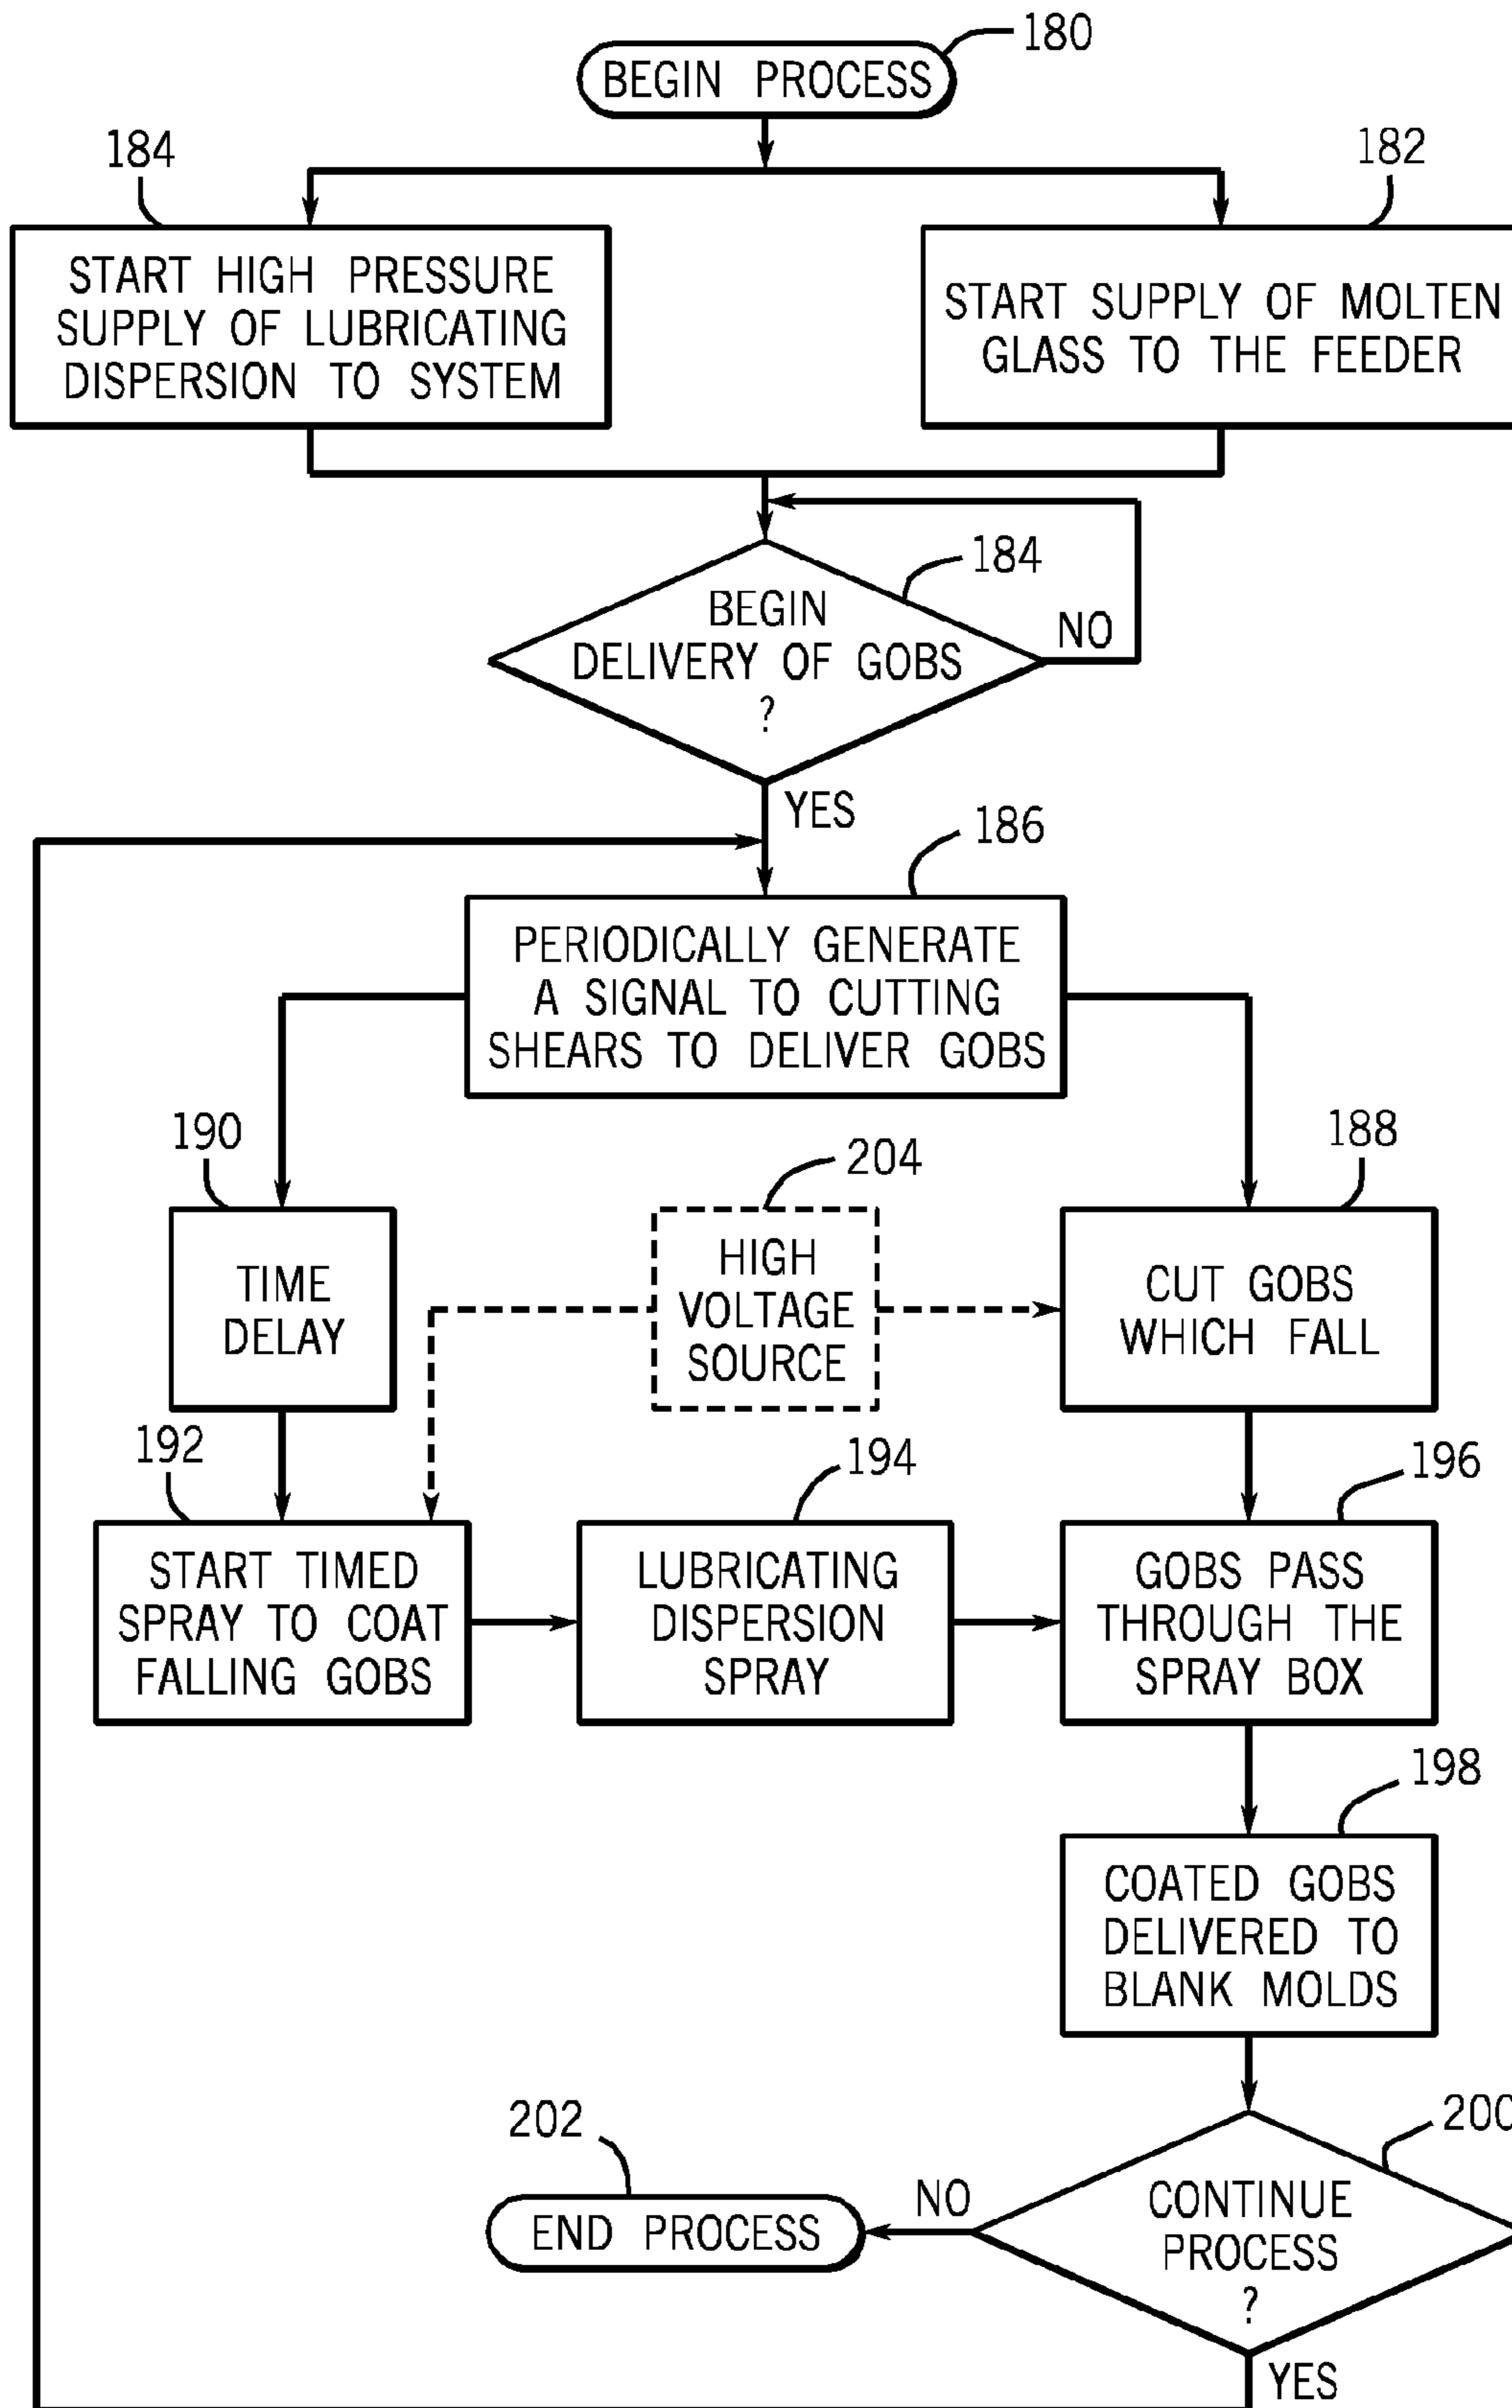 180
BEGIN PROCESS
184
182
START HIGH PRESSURE
SUPPLY OF LUBRICATING
DISPERSION TO SYSTEM
START SUPPLY OF MOLTEN
GLASS TO THE FEEDER
184
BEGIN
DELIVERY OF GOBS
?
NO
YES
186
PERIODICALLY GENERATE
A SIGNAL TO CUTTING
SHEARS TO DELIVER GOBS
190
204
188
TIME
DELAY
HIGH
VOLTAGE
SOURCE
CUT GOBS
WHICH FALL
192
194
196
START TIMED
SPRAY TO COAT
FALLING GOBS
LUBRICATING
DISPERSION
SPRAY
GOBS PASS
THROUGH THE
SPRAY BOX
198
COATED GOBS
DELIVERED TO
BLANK MOLDS
202
200
END PROCESS
NO
CONTINUE
PROCESS
?
YES